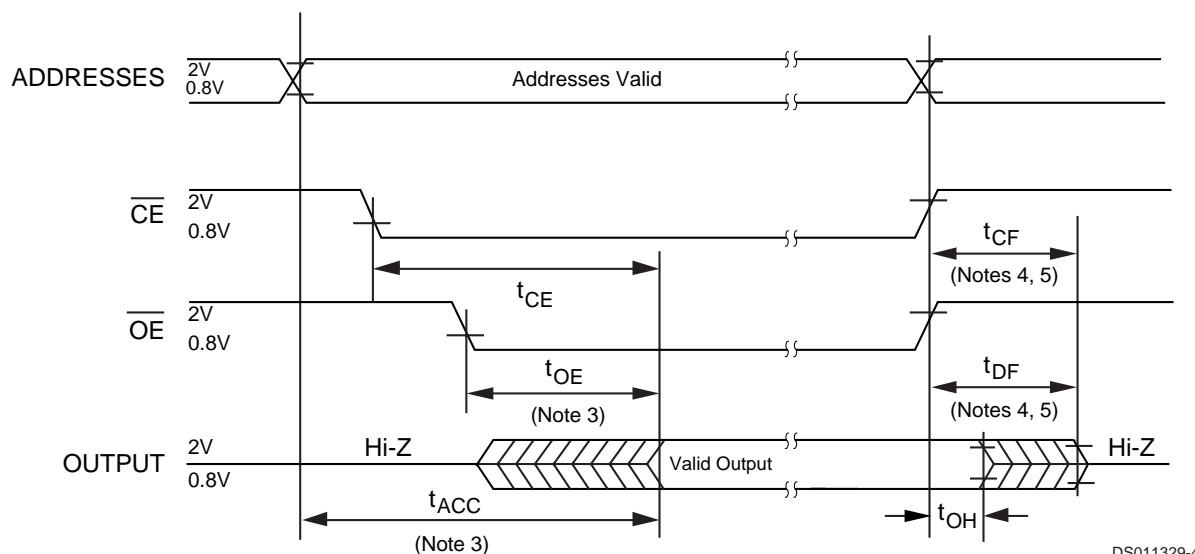 ADDRESSES
2V
0.8V
Addresses Valid
CE
2V
0.8V
tCE
tCF
(Notes 4, 5)
OE
2V
0.8V
tOE
(Note 3)
tDF
(Notes 4, 5)
OUTPUT
2V
0.8V
Hi-Z
Valid Output
Hi-Z
tACC
(Note 3)
tOH